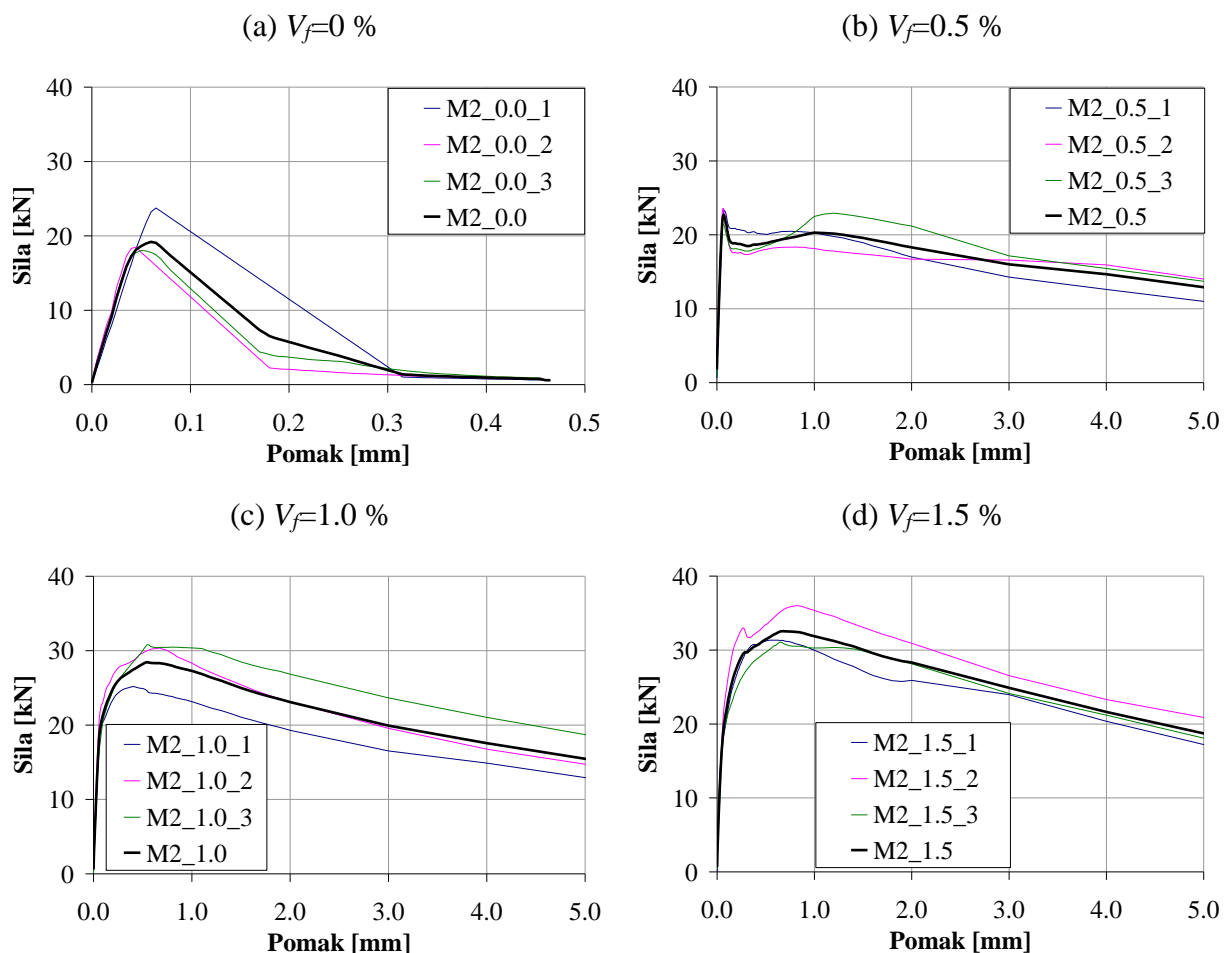 (a) Vf=0 %
Sila [kN]
40
30
20
10
0
M2_0.0_1
M2_0.0_2
M2_0.0_3
M2_0.0
0.0 0.1 0.2 0.3 0.4 0.5
Pomak [mm]
(b) Vf=0.5 %
Sila [kN]
40
30
20
10
0
M2_0.5_1
M2_0.5_2
M2_0.5_3
M2_0.5
0.0 1.0 2.0 3.0 4.0 5.0
Pomak [mm]
(c) Vf=1.0 %
Sila [kN]
40
30
20
10
0
M2_1.0_1
M2_1.0_2
M2_1.0_3
M2_1.0
0.0 1.0 2.0 3.0 4.0 5.0
Pomak [mm]
(d) Vf=1.5 %
Sila [kN]
40
30
20
10
0
M2_1.5_1
M2_1.5_2
M2_1.5_3
M2_1.5
0.0 1.0 2.0 3.0 4.0 5.0
Pomak [mm]